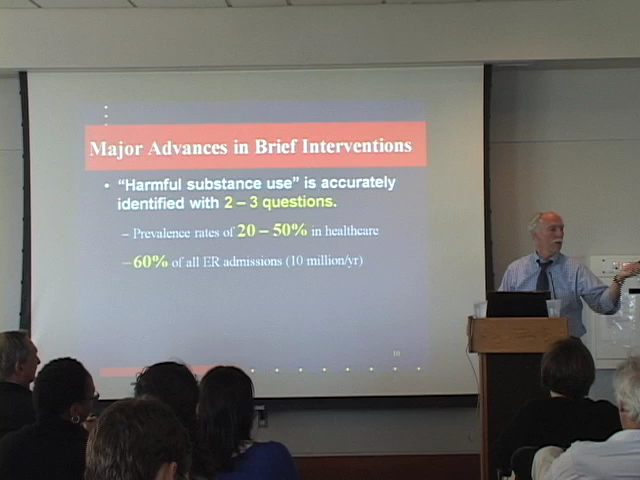 Major Advances in Brief Interventions
• “Harmful substance use” is accurately
identified with 2 – 3 questions.
– Prevalence rates of 20 – 50% in healthcare
– 60% of all ER admissions (10 million/yr)
10